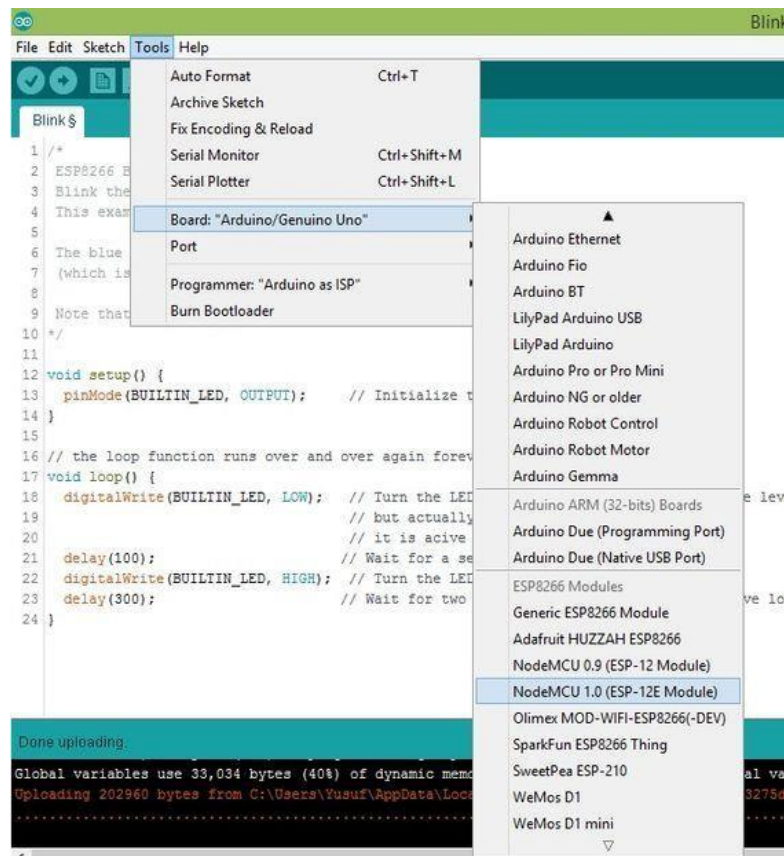 Blink
File Edit Sketch Tools Help
Blink §
Auto Format Ctrl+T
Archive Sketch
Fix Encoding & Reload
Serial Monitor Ctrl+Shift+M
Serial Plotter Ctrl+Shift+L
Board: "Arduino/Genuino Uno"
Port
Programmer: "Arduino as ISP"
Burn Bootloader
Arduino Ethernet
Arduino Fio
Arduino BT
LilyPad Arduino USB
LilyPad Arduino
Arduino Pro or Pro Mini
Arduino NG or older
Arduino Robot Control
Arduino Robot Motor
Arduino Gemma
Arduino ARM (32-bits) Boards
Arduino Due (Programming Port)
Arduino Due (Native USB Port)
ESP8266 Modules
Generic ESP8266 Module
Adafruit HUZZAH ESP8266
NodeMCU 0.9 (ESP-12 Module)
NodeMCU 1.0 (ESP-12E Module)
Olimex MOD-WIFI-ESP8266(-DEV)
SparkFun ESP8266 Thing
SweetPea ESP-210
WeMos D1
WeMos D1 mini
1 /*
2 ESP8266 B
3 Blink the
4 This exam
5
6 The blue
7 (which is
8
9 Note that
10 */
11
12 void setup() {
13 pinMode(BUILTIN_LED, OUTPUT); // Initialize t
14 }
15
16 // the loop function runs over and over again forev
17 void loop() {
18 digitalWrite(BUILTIN_LED, LOW); // Turn the LED e lev
19 // but actually
20 // it is acive
21 delay(100); // Wait for a se
22 digitalWrite(BUILTIN_LED, HIGH); // Turn the LED
23 delay(300); // Wait for two ve lo
24 }
Done uploading.
Global variables use 33,034 bytes (40%) of dynamic memo al va
Uploading 202960 bytes from C:\Users\Yusuf\AppData\Loca 3275d